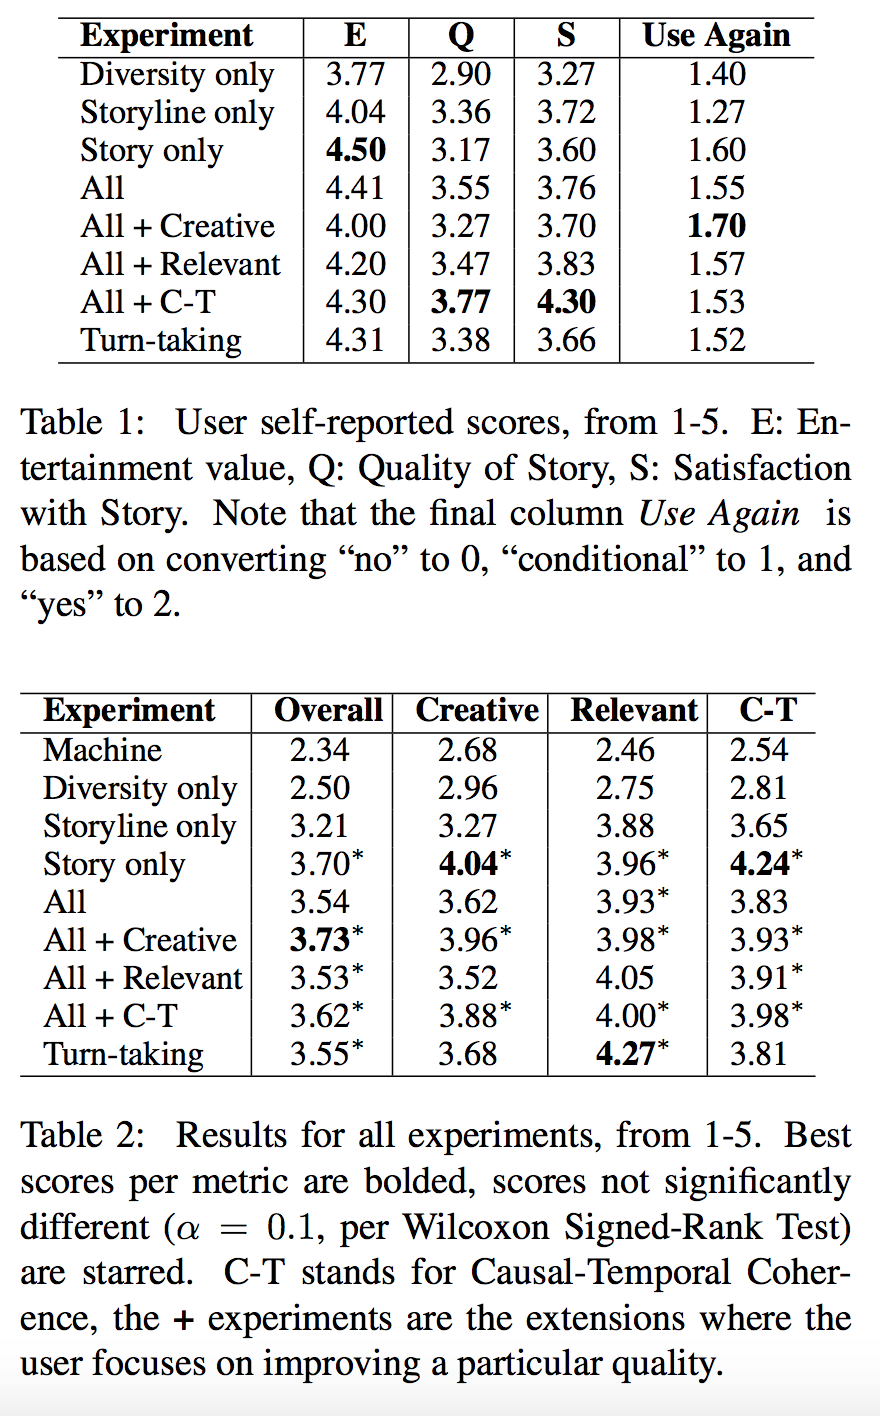 Experiment E Q S Use Again
Diversity only 3.77 2.90 3.27 1.40
Storyline only 4.04 3.36 3.72 1.27
Story only 4.50 3.17 3.60 1.60
All 4.41 3.55 3.76 1.55
All + Creative 4.00 3.27 3.70 1.70
All + Relevant 4.20 3.47 3.83 1.57
All + C-T 4.30 3.77 4.30 1.53
Turn-taking 4.31 3.38 3.66 1.52
Table 1: User self-reported scores, from 1-5. E: En-
tertainment value, Q: Quality of Story, S: Satisfaction
with Story. Note that the final column Use Again is
based on converting “no” to 0, “conditional” to 1, and
“yes” to 2.
Experiment Overall Creative Relevant C-T
Machine 2.34 2.68 2.46 2.54
Diversity only 2.50 2.96 2.75 2.81
Storyline only 3.21 3.27 3.88 3.65
Story only 3.70* 4.04* 3.96* 4.24*
All 3.54 3.62 3.93* 3.83
All + Creative 3.73* 3.96* 3.98* 3.93*
All + Relevant 3.53* 3.52 4.05 3.91*
All + C-T 3.62* 3.88* 4.00* 3.98*
Turn-taking 3.55* 3.68 4.27* 3.81
Table 2: Results for all experiments, from 1-5. Best
scores per metric are bolded, scores not significantly
different (α = 0.1, per Wilcoxon Signed-Rank Test)
are starred. C-T stands for Causal-Temporal Coher-
ence, the + experiments are the extensions where the
user focuses on improving a particular quality.